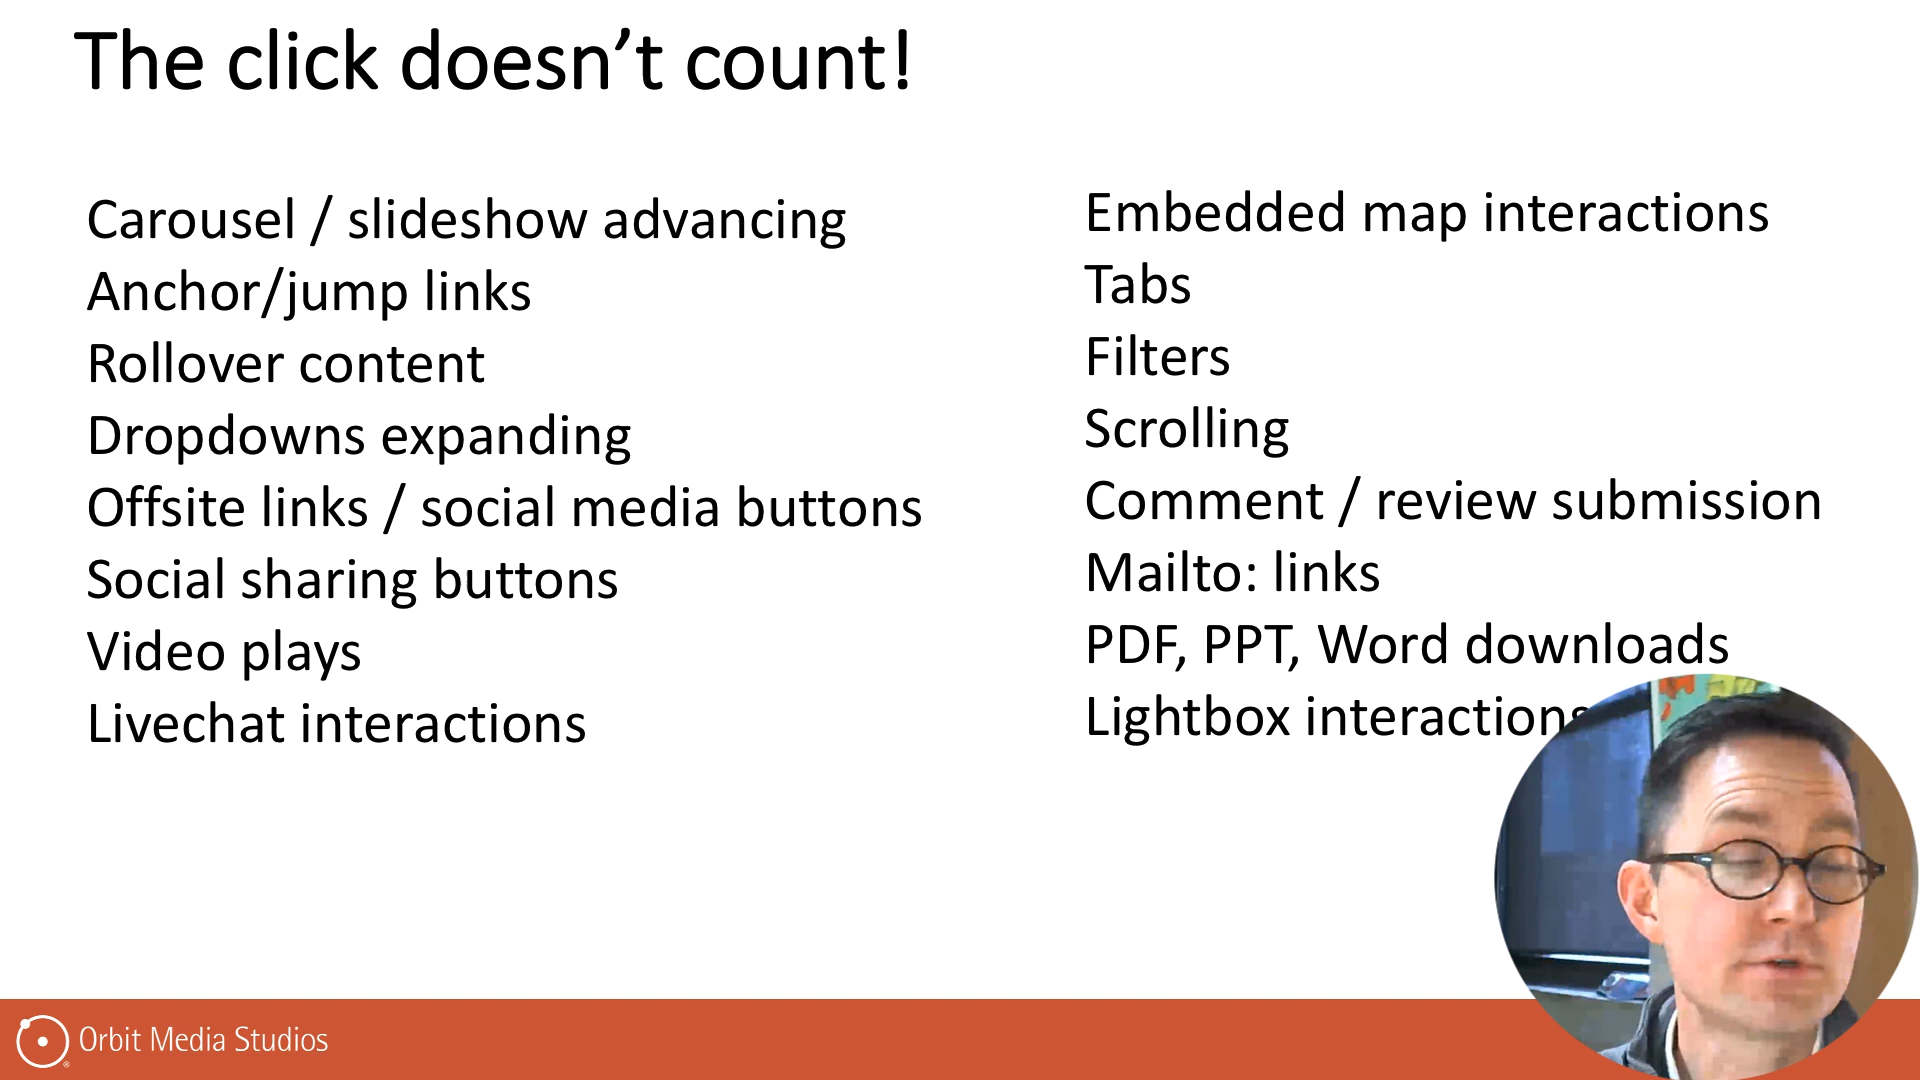 The click doesn’t count!
Carousel / slideshow advancing
Anchor/jump links
Rollover content
Dropdowns expanding
Offsite links / social media buttons
Social sharing buttons
Video plays
Livechat interactions
Embedded map interactions
Tabs
Filters
Scrolling
Comment / review submission
Mailto: links
PDF, PPT, Word downloads
Lightbox interactions
Orbit Media Studios